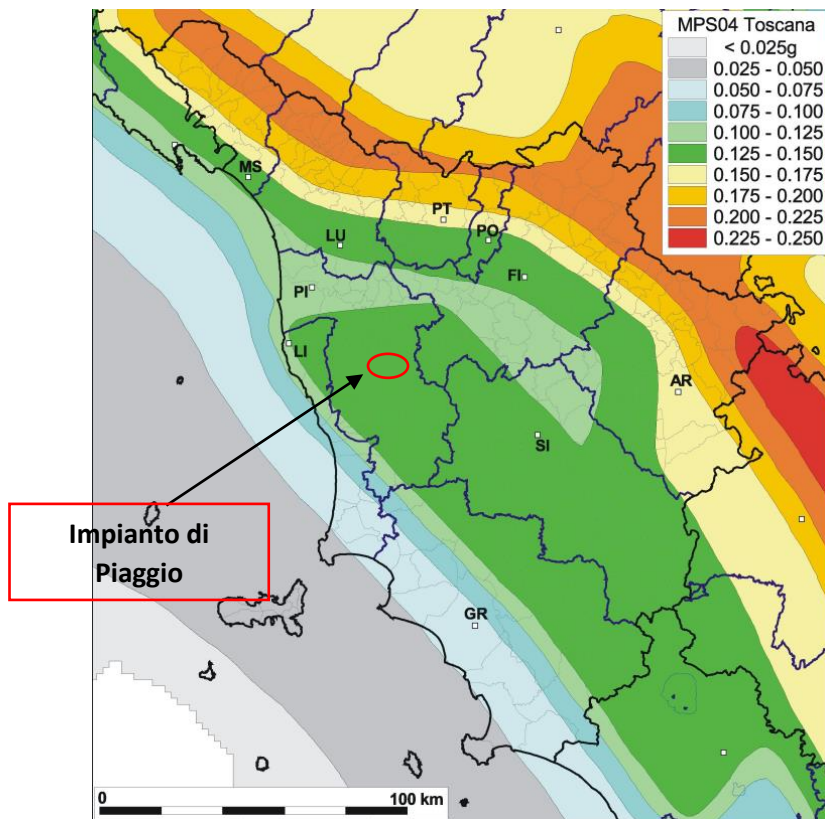 MPS04 Toscana
< 0.025g
0.025 - 0.050
0.050 - 0.075
0.075 - 0.100
0.100 - 0.125
0.125 - 0.150
0.150 - 0.175
0.175 - 0.200
0.200 - 0.225
0.225 - 0.250
MS
PT
LU
PO
FI
PI
LI
AR
SI
Impianto di
Piaggio
GR
0
100 km